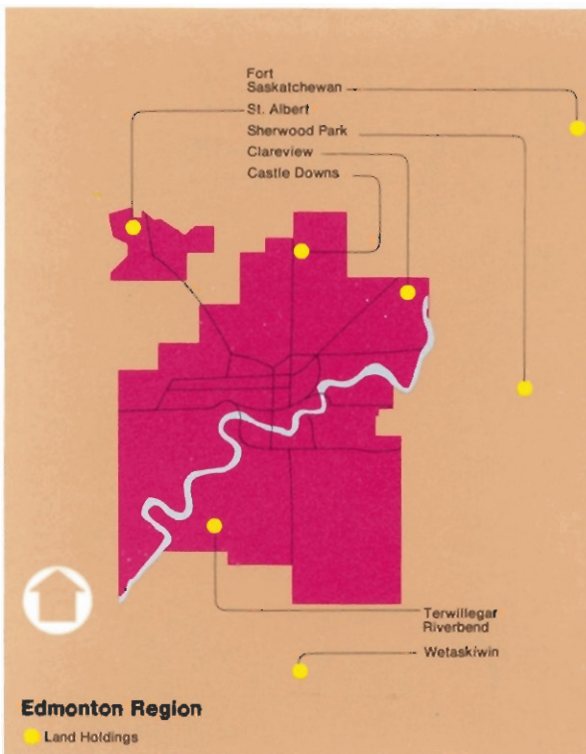 Fort
Saskatchewan
St. Albert
Sherwood Park
Clareview
Castle Downs
Terwillegar
Riverbend
Wetaskiwin
Edmonton Region
Land Holdings